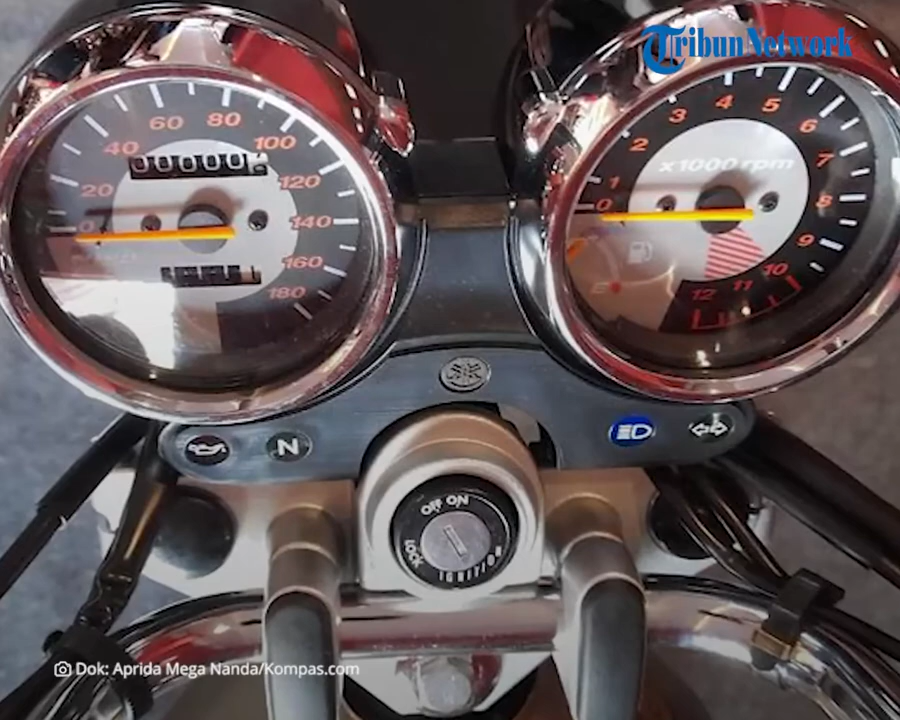 Tribun Network
0 20 40 60 80 100 120 140 160 180
0 1 2 3 4 5 6 7 8 9 10 11 12
x1000 rpm
E
N
ON
OFF
LOCK
Dok: Aprida Mega Nanda/Kompas.com